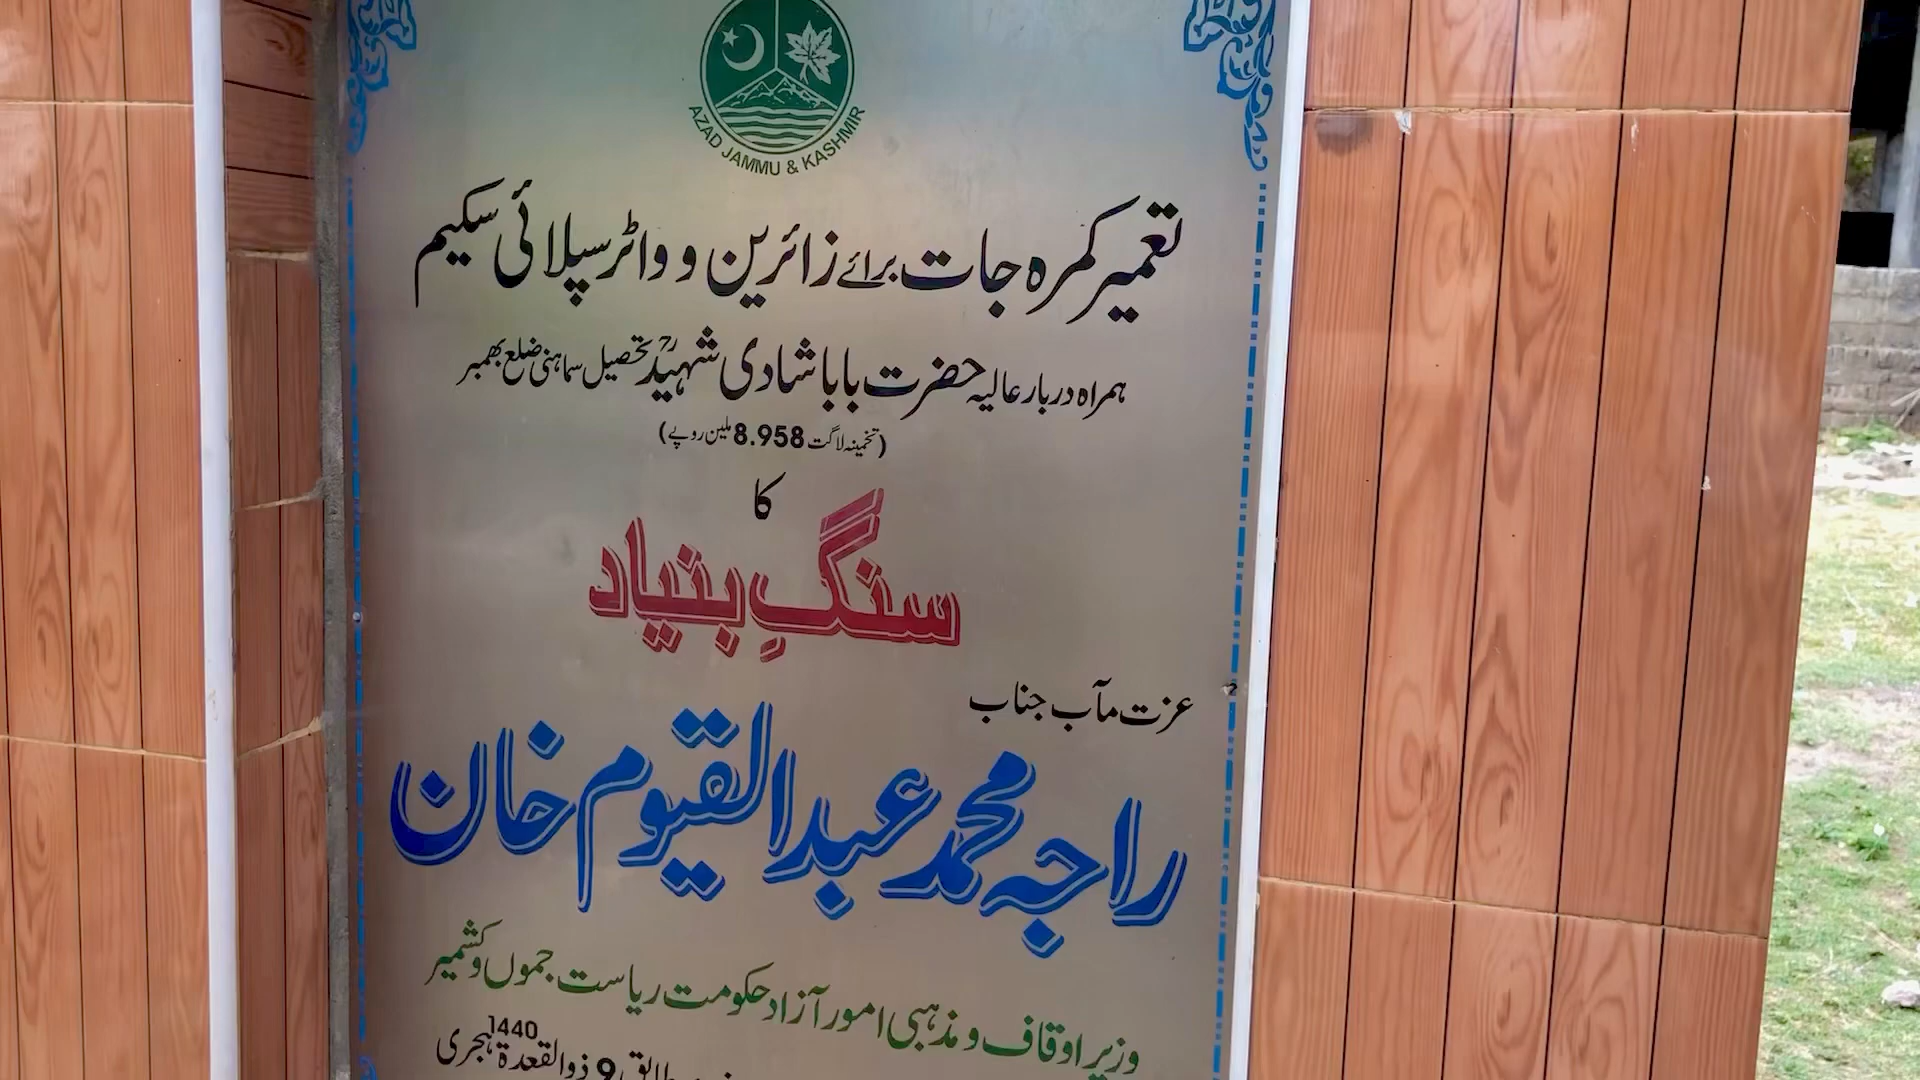 AZAD JAMMU & KASHMIR
تعمیر کمرہ جات برائے زائرین و واٹر سپلائی سکیم
ہمراہ دربار عالیہ حضرت بابا شادی شہیدؒ تحصیل سماہنی ضلع بھمبر
(تخمینہ لاگت 8.958 ملین روپے)
کا
سنگِ بنیاد
عزت مآب جناب
راجہ محمد عبدالقیوم خان
وزیر اوقاف و مذہبی امور آزاد حکومت ریاست جموں و کشمیر
9 ذوالقعدۃ 1440 ہجری